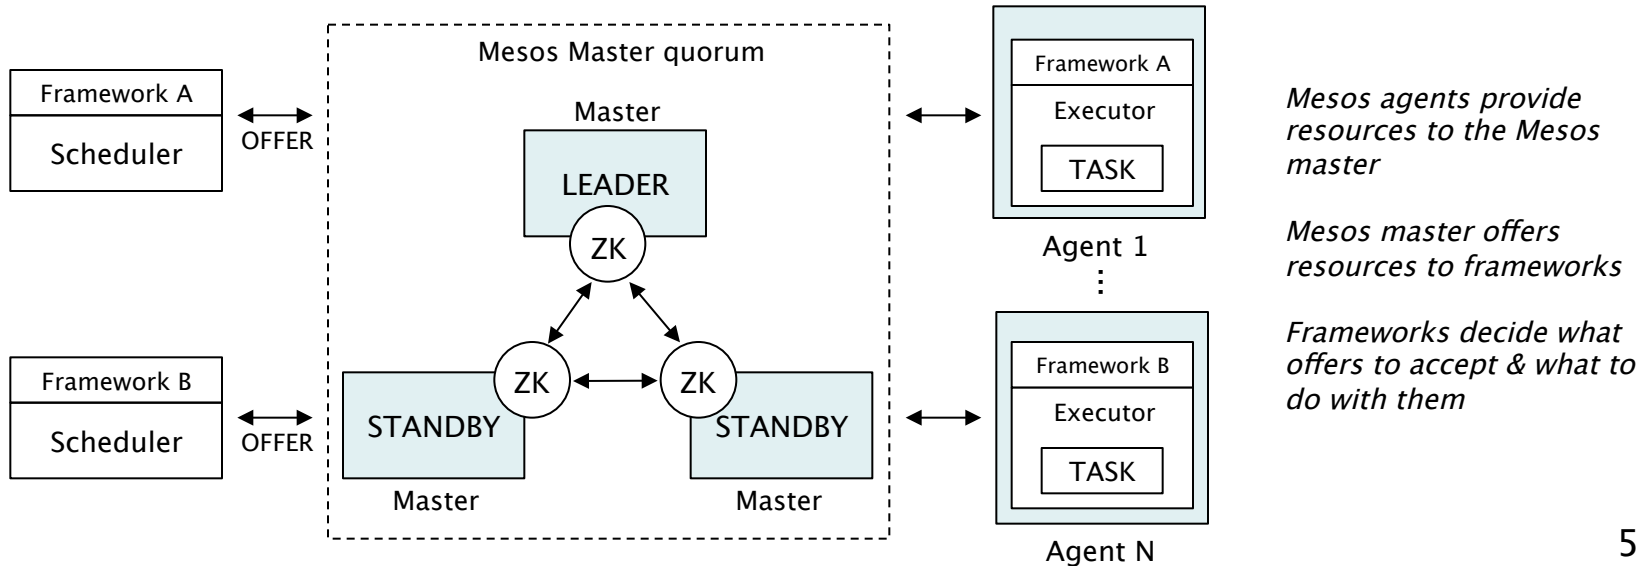 Mesos Master quorum
Framework A
Scheduler
OFFER
Framework B
Scheduler
OFFER
Master
LEADER
ZK
ZK
ZK
STANDBY
STANDBY
Master
Master
Framework A
Executor
TASK
Agent 1
⋮
Framework B
Executor
TASK
Agent N
Mesos agents provide
resources to the Mesos
master
Mesos master offers
resources to frameworks
Frameworks decide what
offers to accept & what to
do with them
5